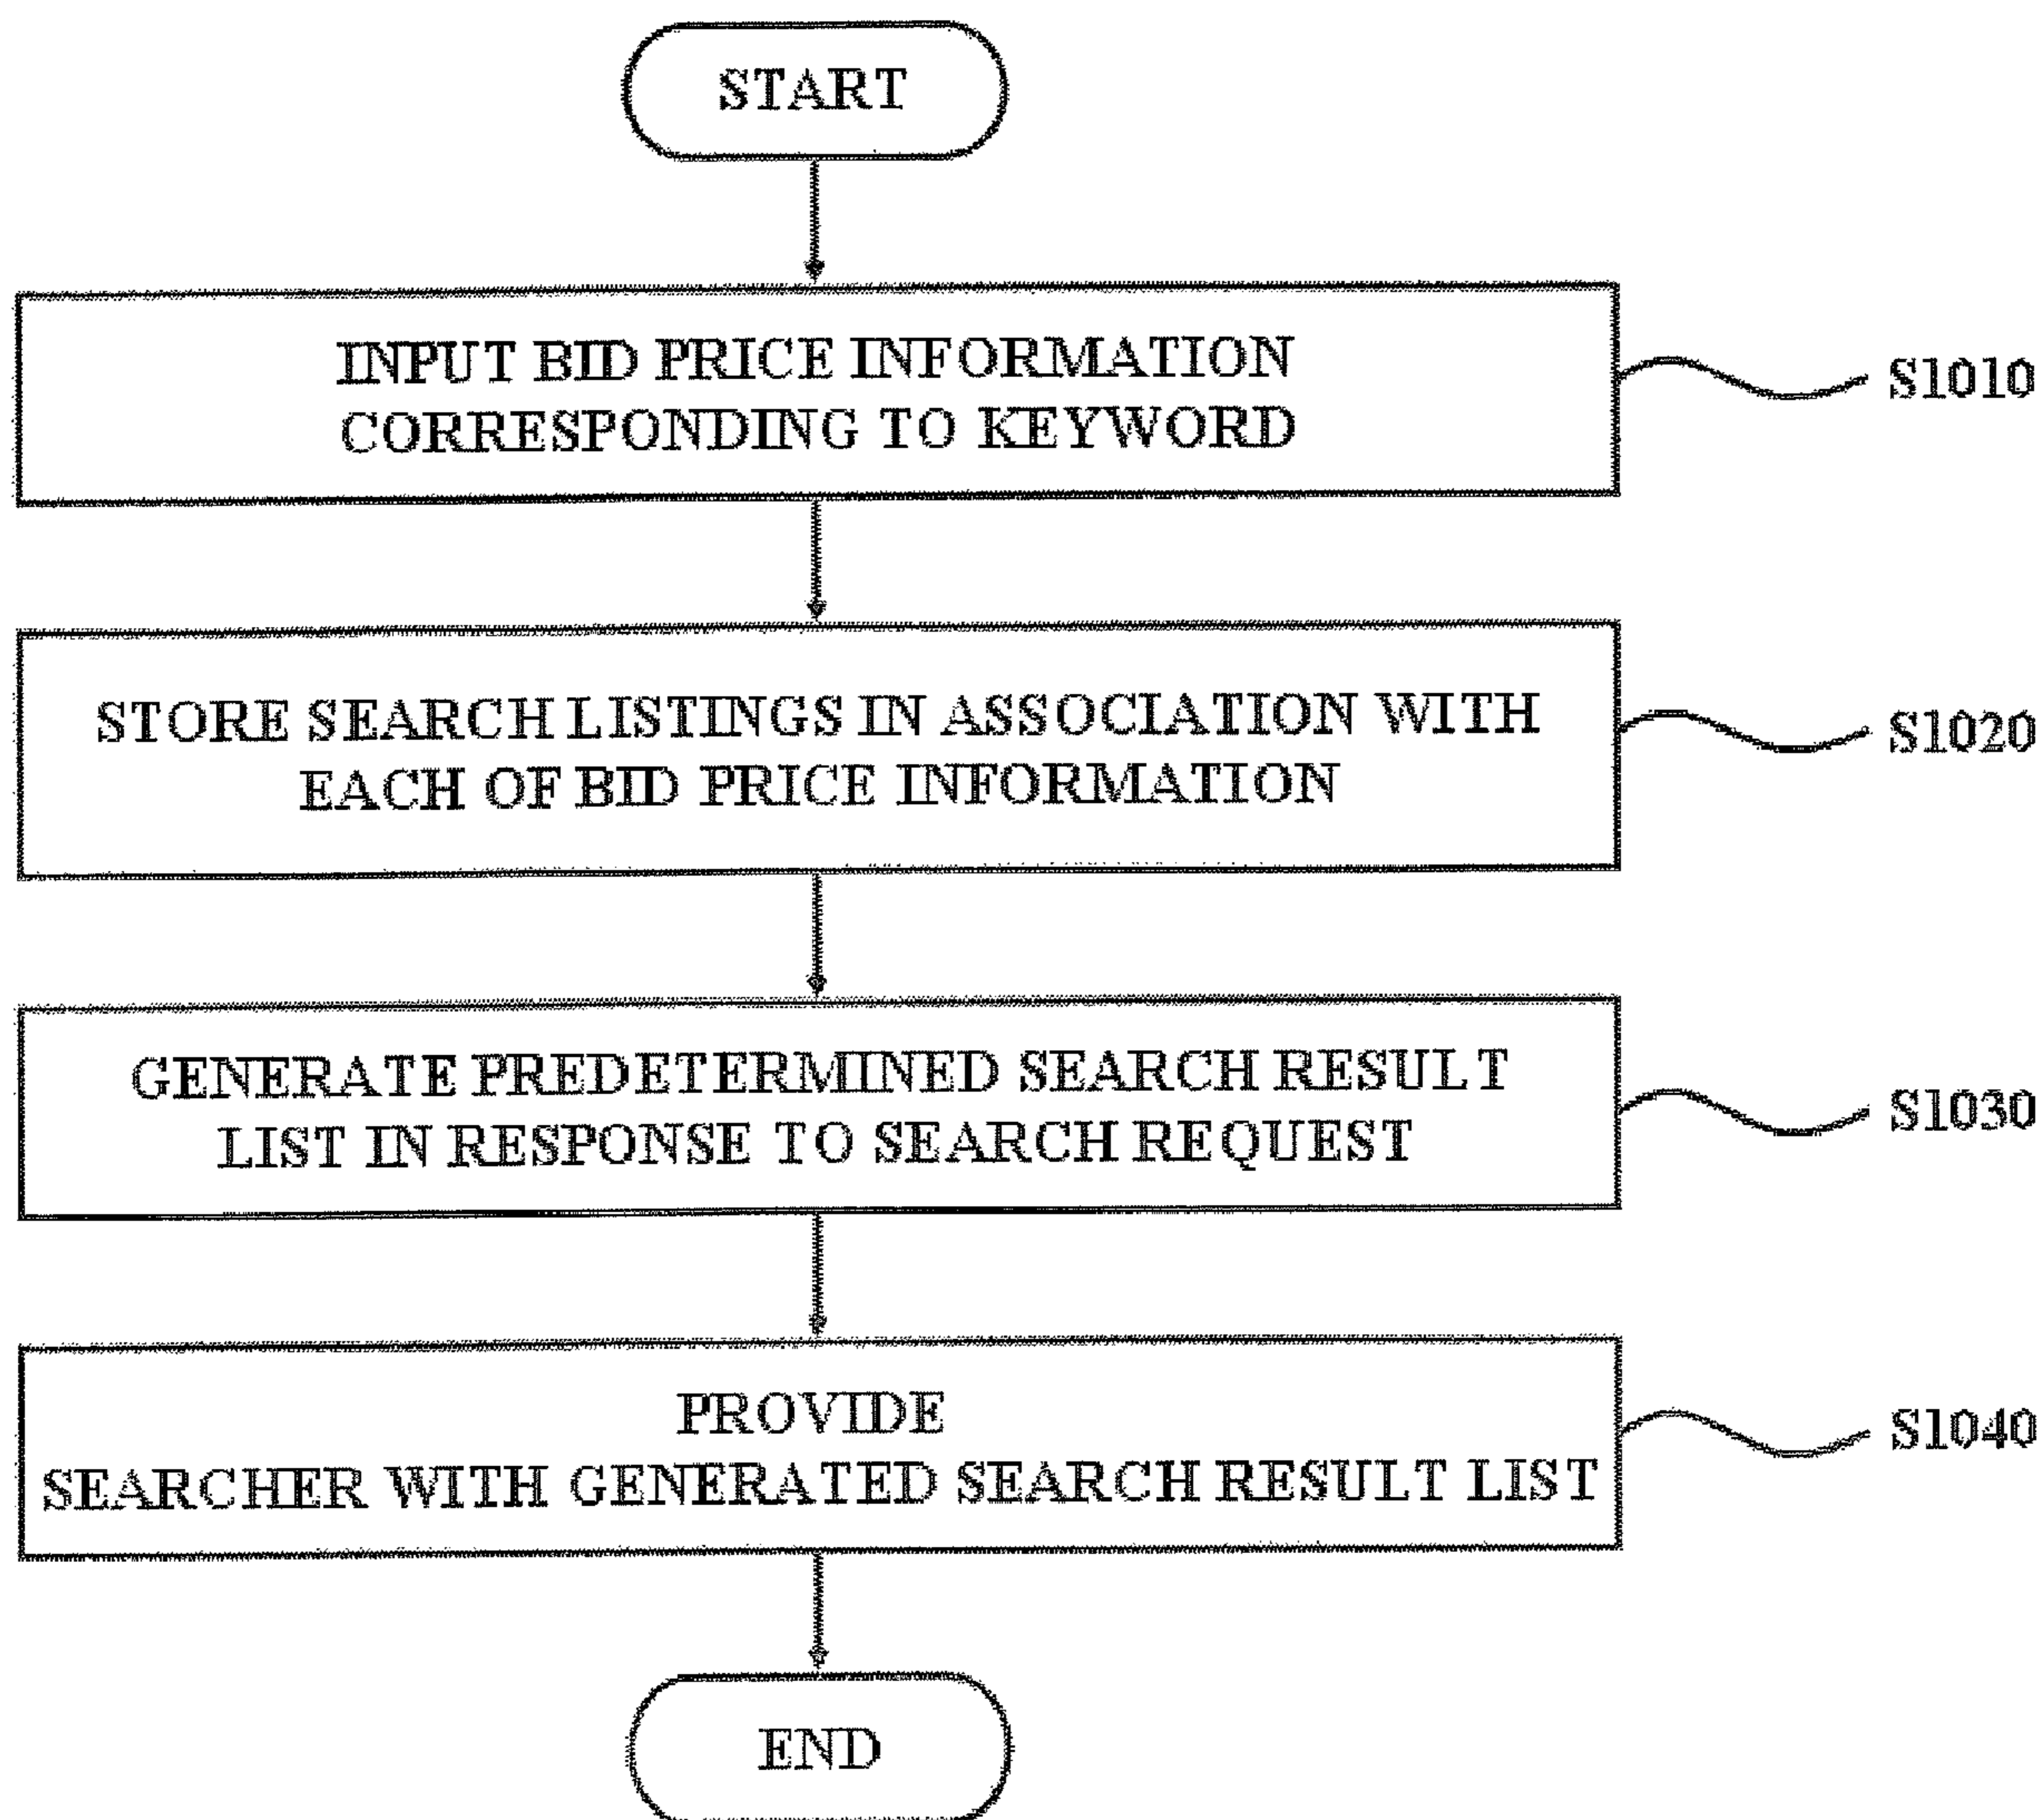 START
INPUT BID PRICE INFORMATION
CORRESPONDING TO KEYWORD
S1010
STORE SEARCH LISTINGS IN ASSOCIATION WITH
EACH OF BID PRICE INFORMATION
S1020
GENERATE PREDETERMINED SEARCH RESULT
LIST IN RESPONSE TO SEARCH REQUEST
S1030
PROVIDE
SEARCHER WITH GENERATED SEARCH RESULT LIST
S1040
END